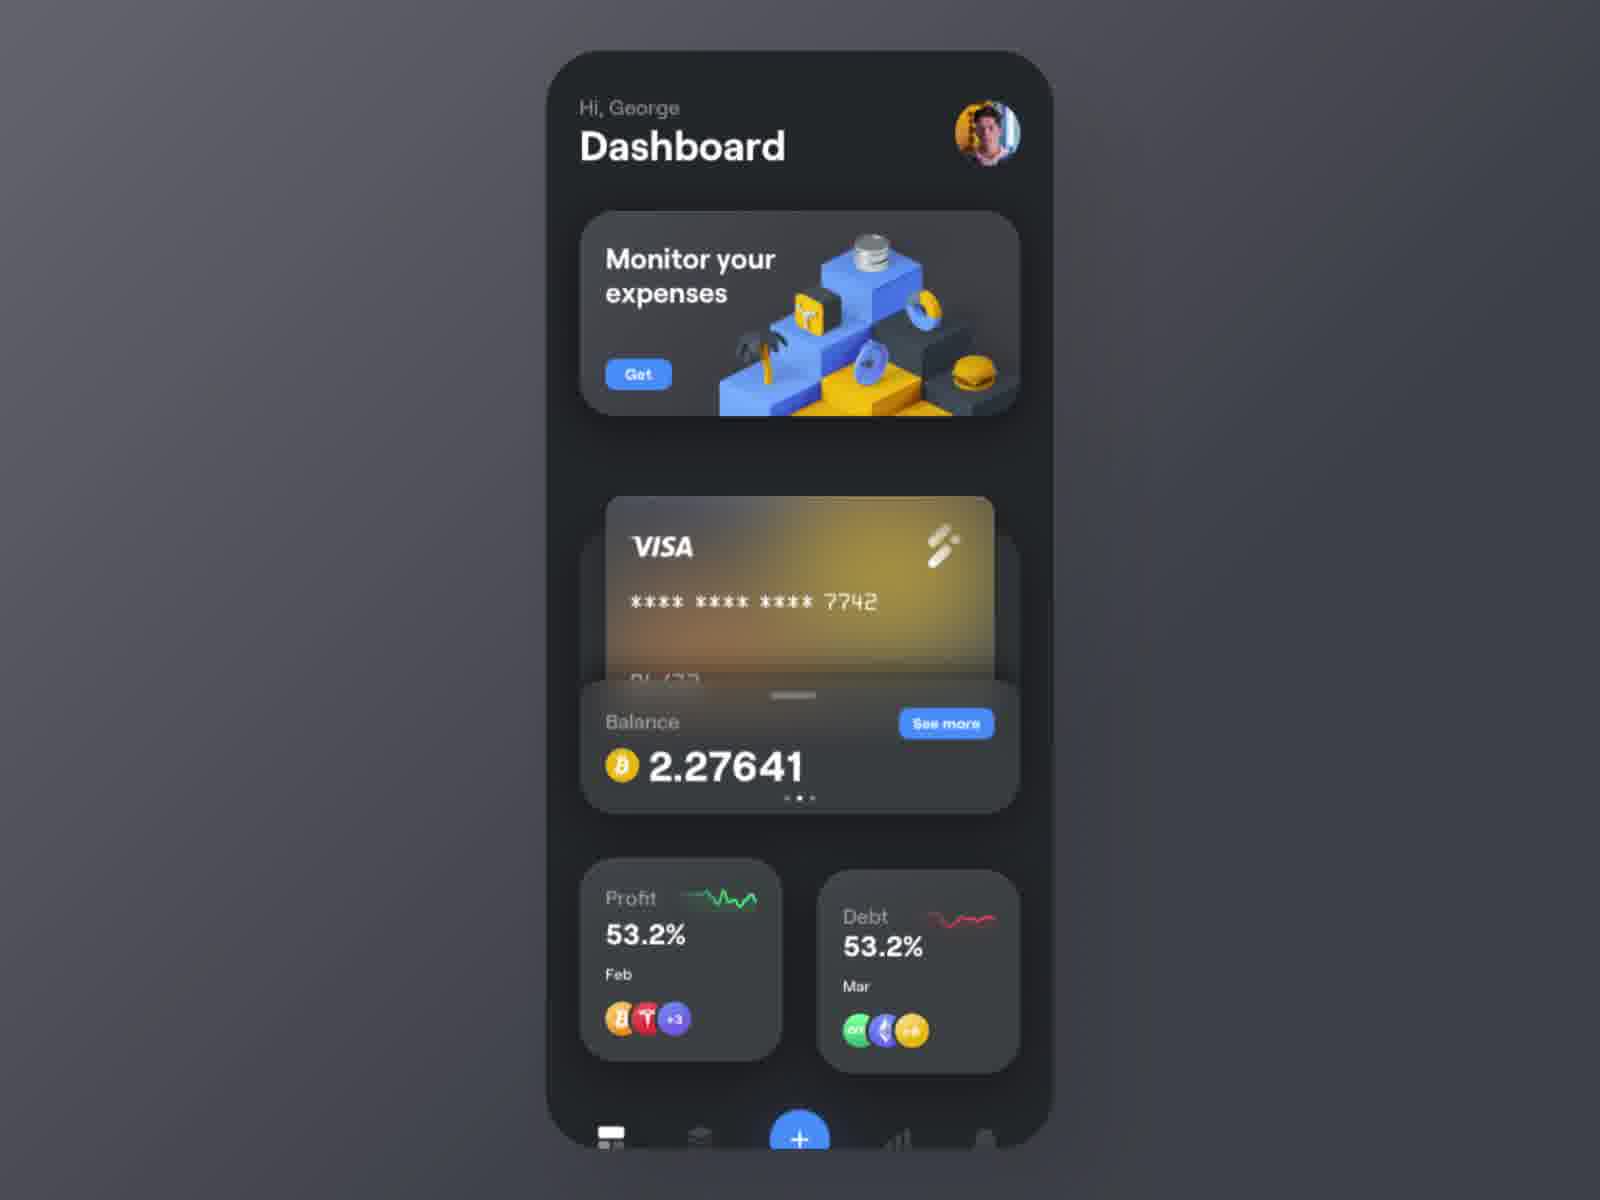 Hi, George
Dashboard
Monitor your
expenses
Get
VISA
**** **** **** 7742
Balance
See more
2.27641
Profit
53.2%
Feb
+3
Debt
53.2%
Mar